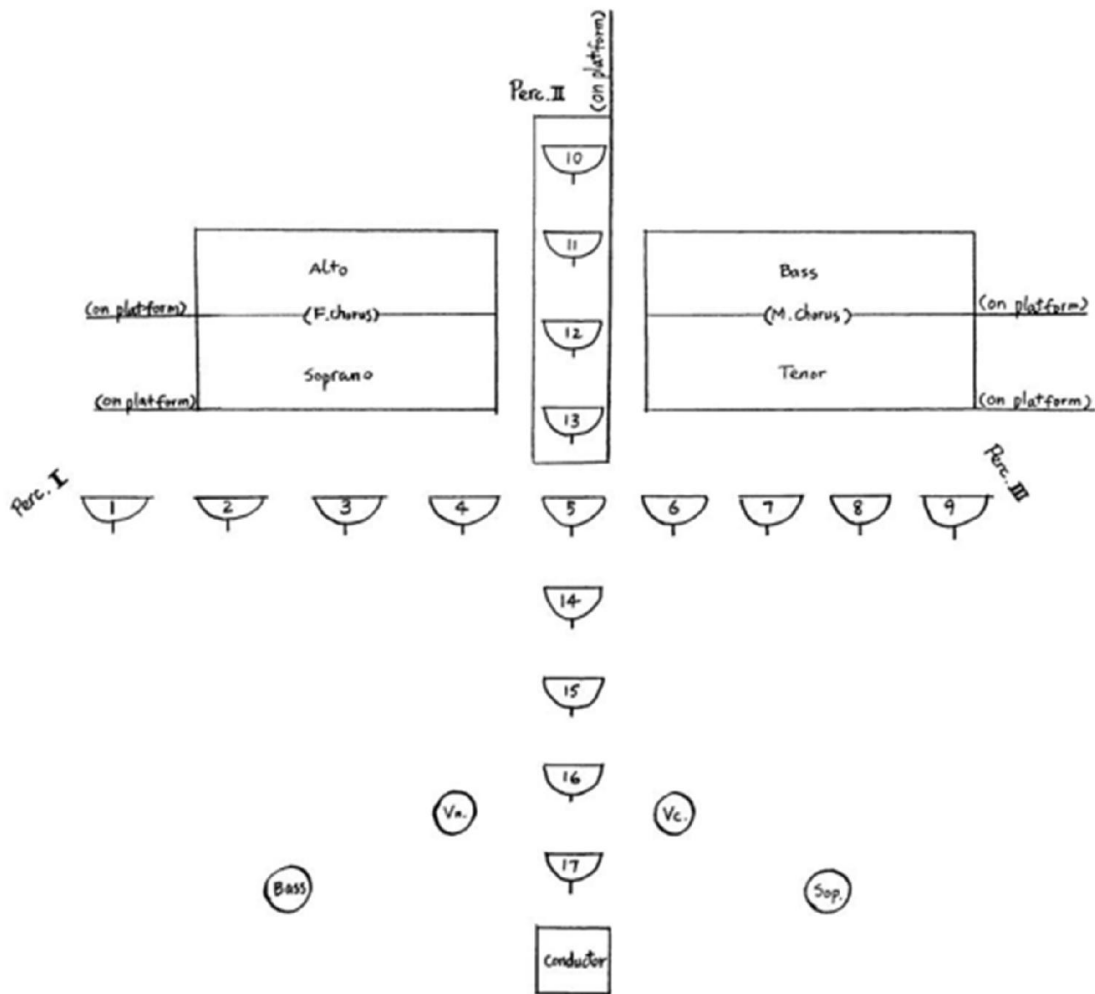 (on platform)
Perc. II
10
11
Alto
Bass
(on platform)
(F. chorus)
12
(M. chorus)
(on platform)
Soprano
Tenor
(on platform)
13
(on platform)
Perc. I
Perc. III
1 2 3 4 5 6 7 8 9
14
15
16
Vn.
Vc.
17
Bass
Sop.
Conductor